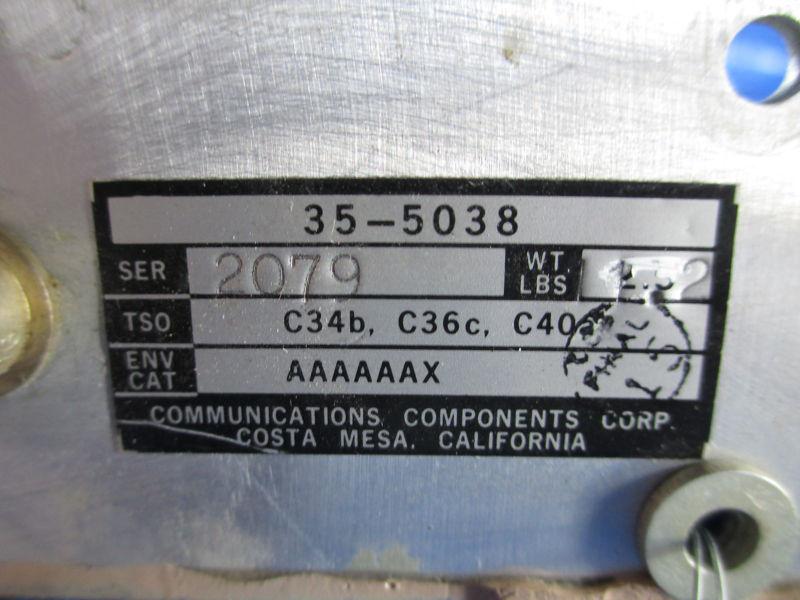 35-5038
SER 2079 WT LBS
TSO C34b, C36c,
ENV CAT AAAAAAX
COMMUNICATIONS COMPONENTS CORP.
COSTA MESA, CALIFORNIA